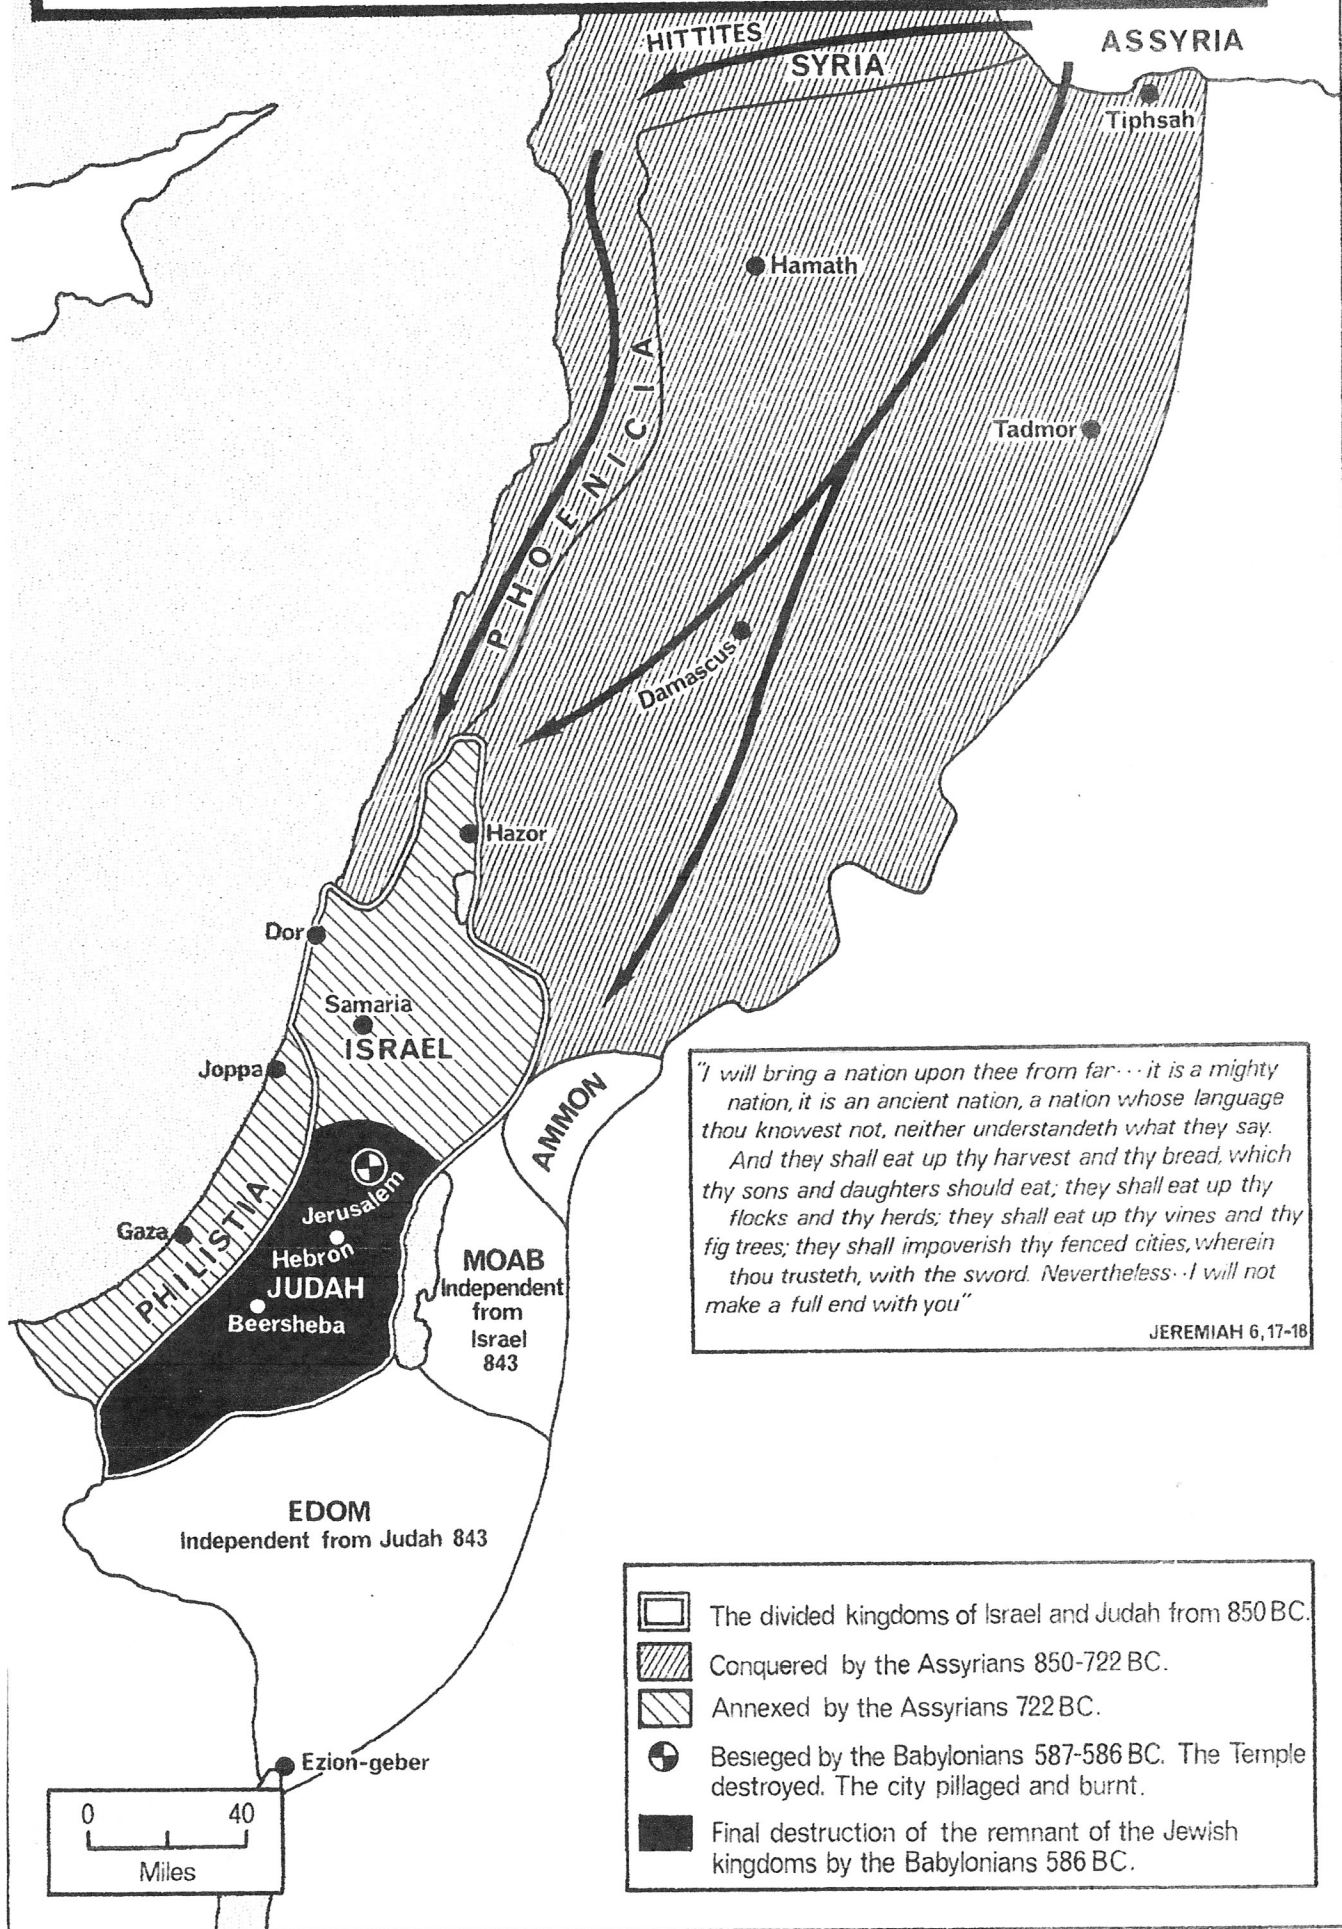 HITTITES
ASSYRIA
SYRIA
Tiphsah
Hamath
PHOENICIA
Tadmor
Damascus
Hazor
Dor
Samaria
ISRAEL
Joppa
AMMON
"I will bring a nation upon thee from far··· it is a mighty
nation, it is an ancient nation, a nation whose language
thou knowest not, neither understandeth what they say.
And they shall eat up thy harvest and thy bread, which
thy sons and daughters should eat; they shall eat up thy
flocks and thy herds; they shall eat up thy vines and thy
fig trees; they shall impoverish thy fenced cities, wherein
thou trusteth, with the sword. Nevertheless··I will not
make a full end with you"
JEREMIAH 6,17-18
Jerusalem
Gaza
PHILISTIA
Hebron
JUDAH
Beersheba
MOAB
Independent
from
Israel
843
EDOM
Independent from Judah 843
Ezion-geber
0 40
Miles
The divided kingdoms of Israel and Judah from 850 BC.
Conquered by the Assyrians 850-722 BC.
Annexed by the Assyrians 722 BC.
Besieged by the Babylonians 587-586 BC. The Temple
destroyed. The city pillaged and burnt.
Final destruction of the remnant of the Jewish
kingdoms by the Babylonians 586 BC.